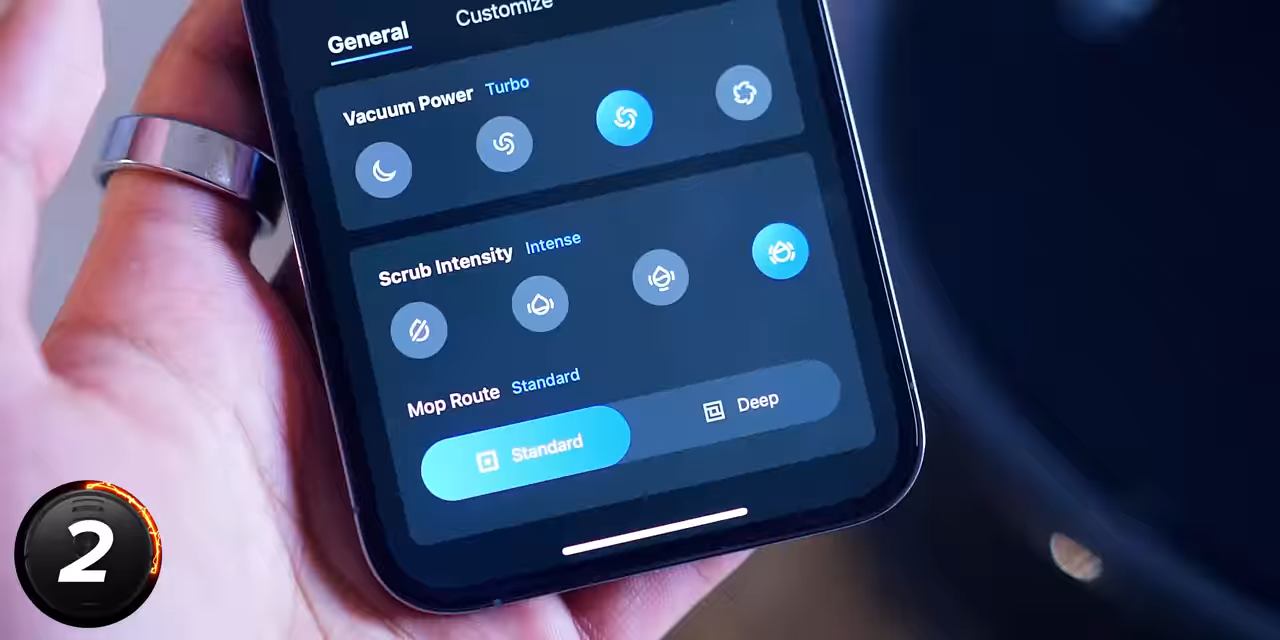 General Customize
Vacuum Power Turbo
Scrub Intensity Intense
Mop Route Standard
Standard Deep
2